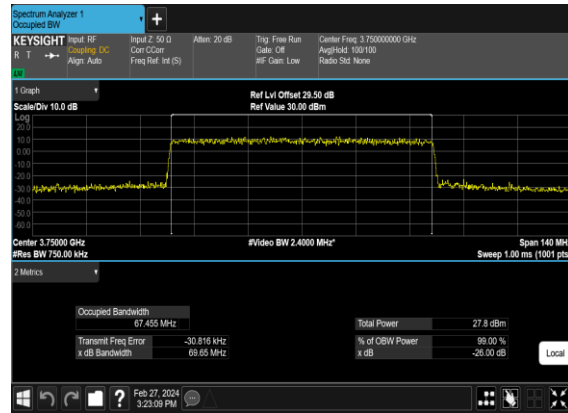 Spectrum Analyzer 1
Occupied BW
+
KEYSIGHT Input: RF Input Z: 50 Ω Atten: 20 dB Trig: Free Run Center Freq: 3.750000000 GHz
R T Coupling: DC Corr CCorr Gate: Off Avg|Hold: 100/100
Align: Auto Freq Ref: Int (S) #IF Gain: Low Radio Std: None
LU
1 Graph
Ref Lvl Offset 29.50 dB
Scale/Div 10.0 dB Ref Value 30.00 dBm
Log
20.0
10.0
0.00
-10.0
-20.0
-30.0
-40.0
-50.0
-60.0
Center 3.75000 GHz #Video BW 2.4000 MHz* Span 140 MH
#Res BW 750.00 kHz Sweep 1.00 ms (1001 pts
2 Metrics
Occupied Bandwidth
67.455 MHz Total Power 27.8 dBm
Transmit Freq Error -30.816 kHz % of OBW Power 99.00 %
x dB Bandwidth 69.65 MHz x dB -26.00 dB
Local
? Feb 27, 2024
3:23:09 PM